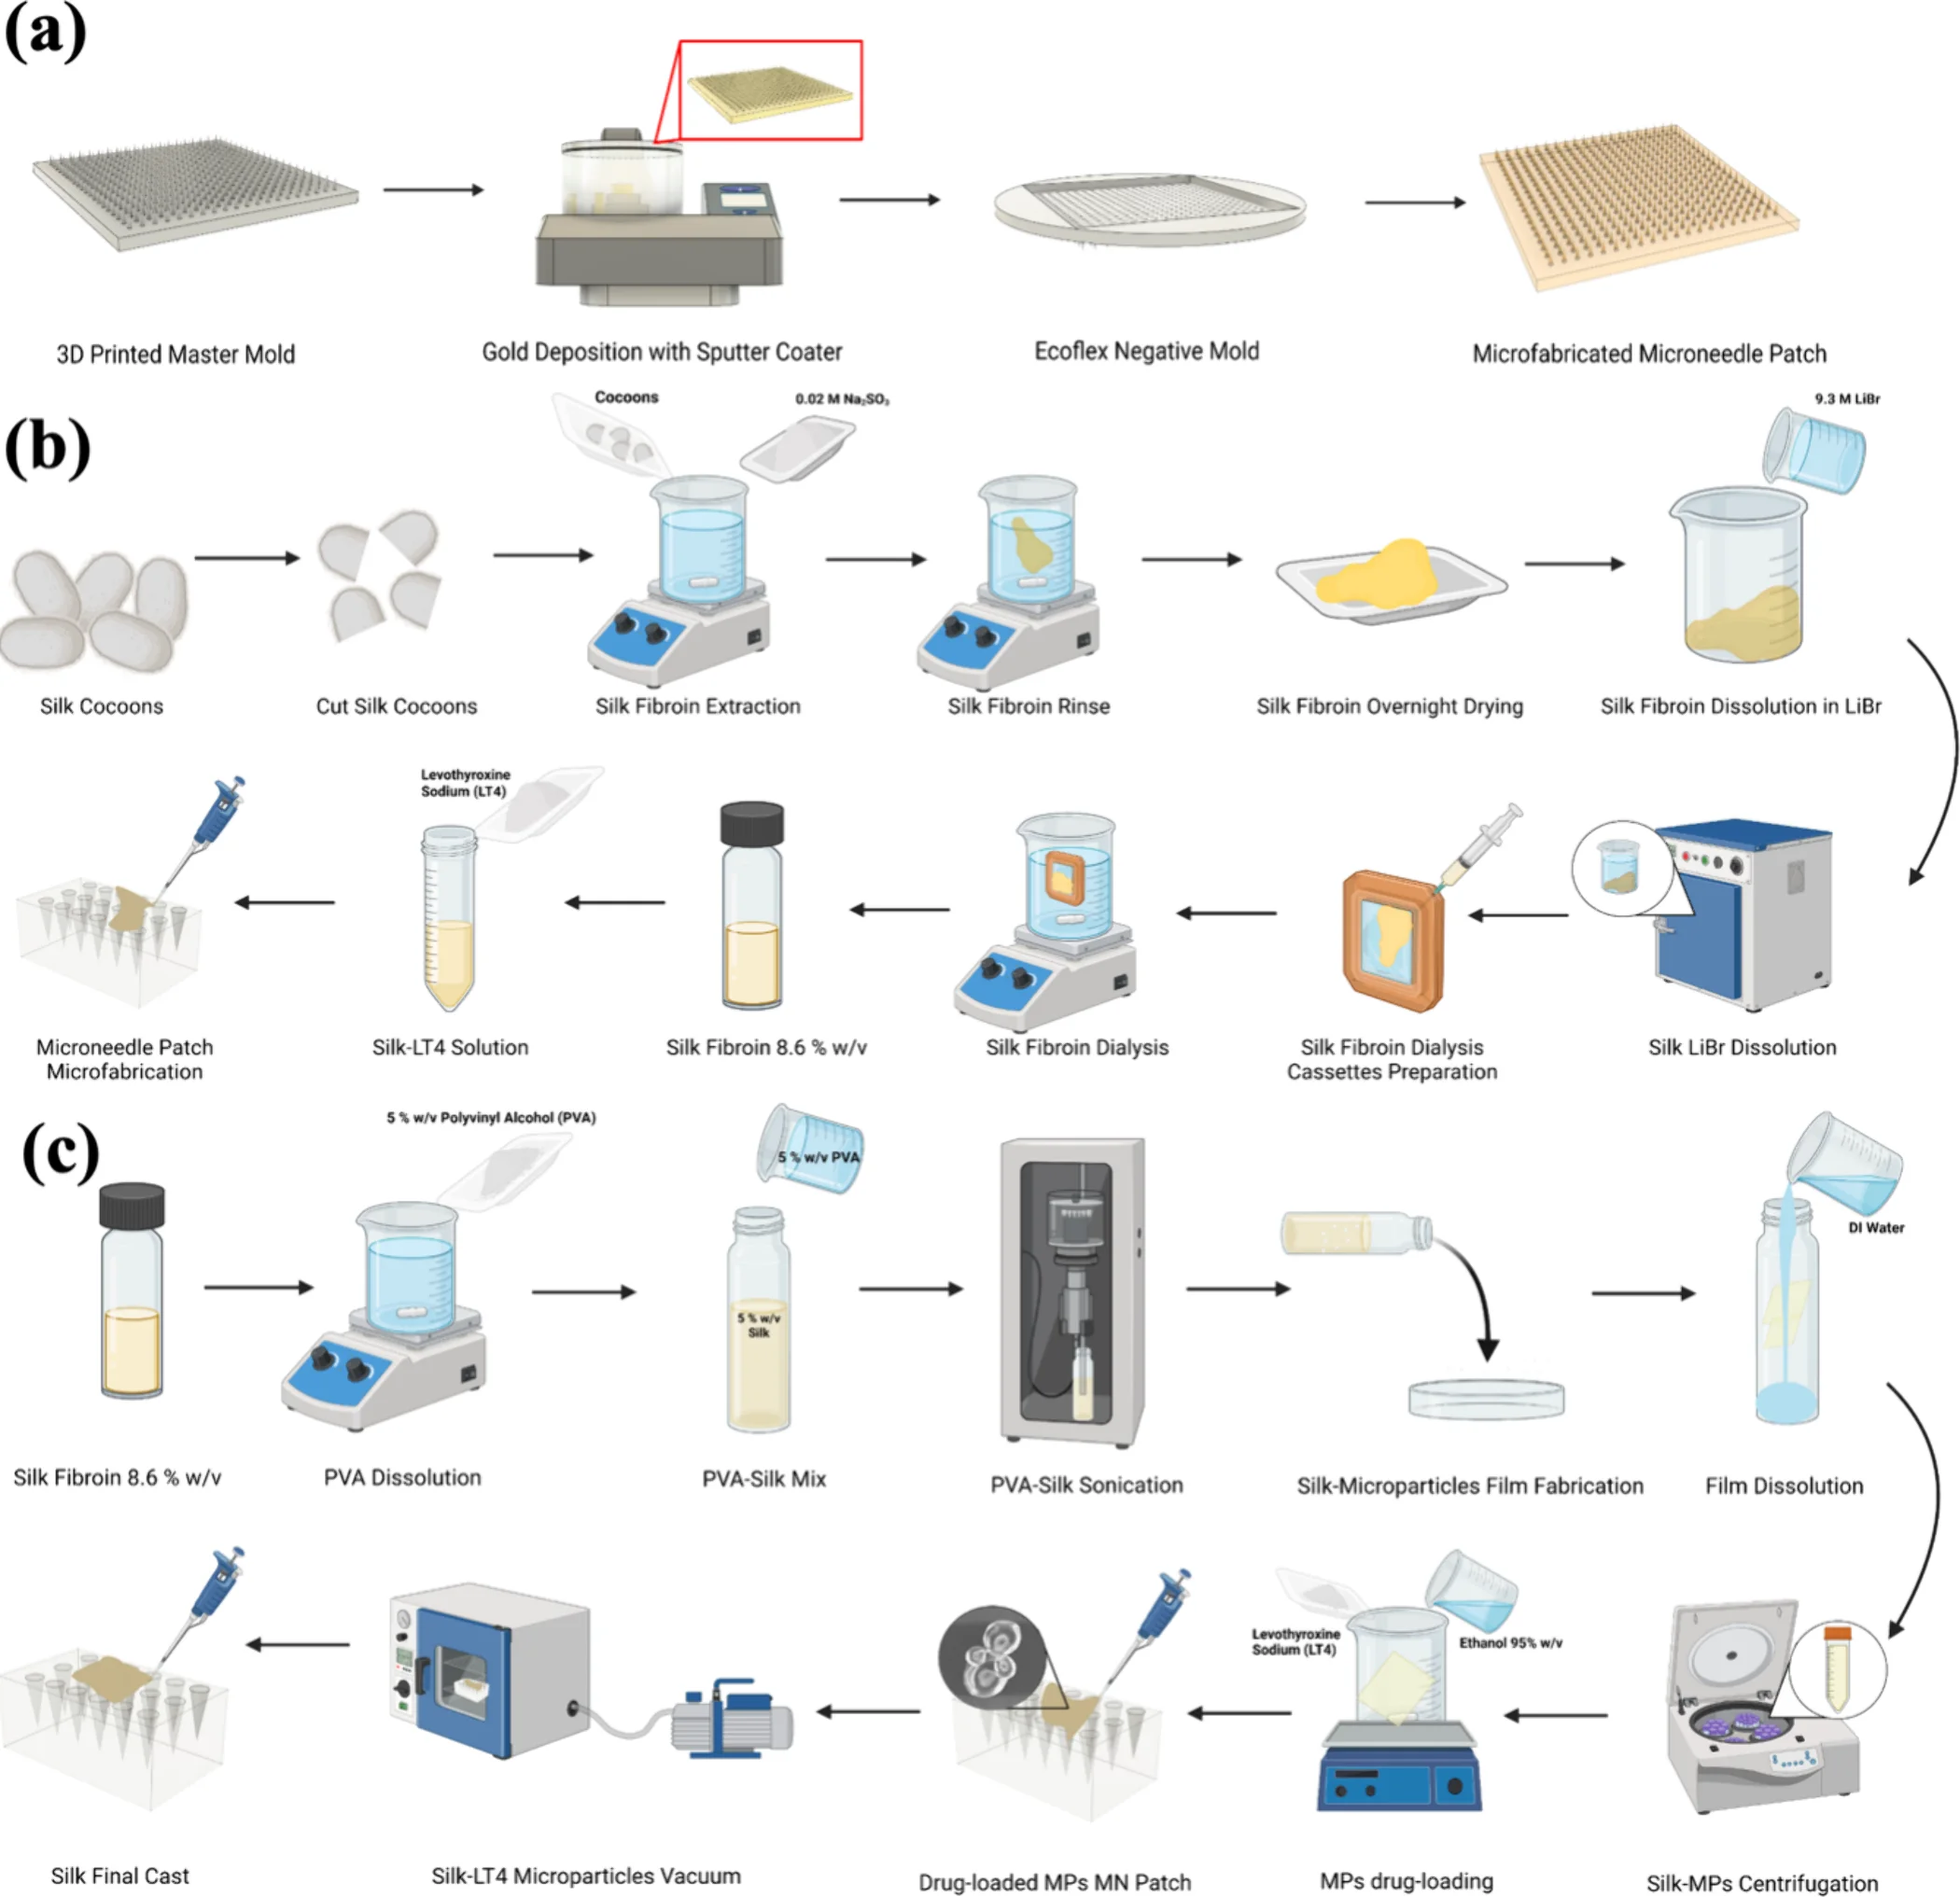 (a)
3D Printed Master Mold
Gold Deposition with Sputter Coater
Ecoflex Negative Mold
Microfabricated Microneedle Patch
(b)
Cocoons
0.02 M Na₂SO₃
9.3 M LiBr
Silk Cocoons
Cut Silk Cocoons
Silk Fibroin Extraction
Silk Fibroin Rinse
Silk Fibroin Overnight Drying
Silk Fibroin Dissolution in LiBr
Levothyroxine
Sodium (LT4)
Microneedle Patch
Microfabrication
Silk-LT4 Solution
Silk Fibroin 8.6 % w/v
Silk Fibroin Dialysis
Silk Fibroin Dialysis
Cassettes Preparation
Silk LiBr Dissolution
(c)
5 % w/v Polyvinyl Alcohol (PVA)
5 % w/v PVA
5 % w/v
Silk
DI Water
Silk Fibroin 8.6 % w/v
PVA Dissolution
PVA-Silk Mix
PVA-Silk Sonication
Silk-Microparticles Film Fabrication
Film Dissolution
Levothyroxine
Sodium (LT4)
Ethanol 95% w/v
Silk Final Cast
Silk-LT4 Microparticles Vacuum
Drug-loaded MPs MN Patch
MPs drug-loading
Silk-MPs Centrifugation